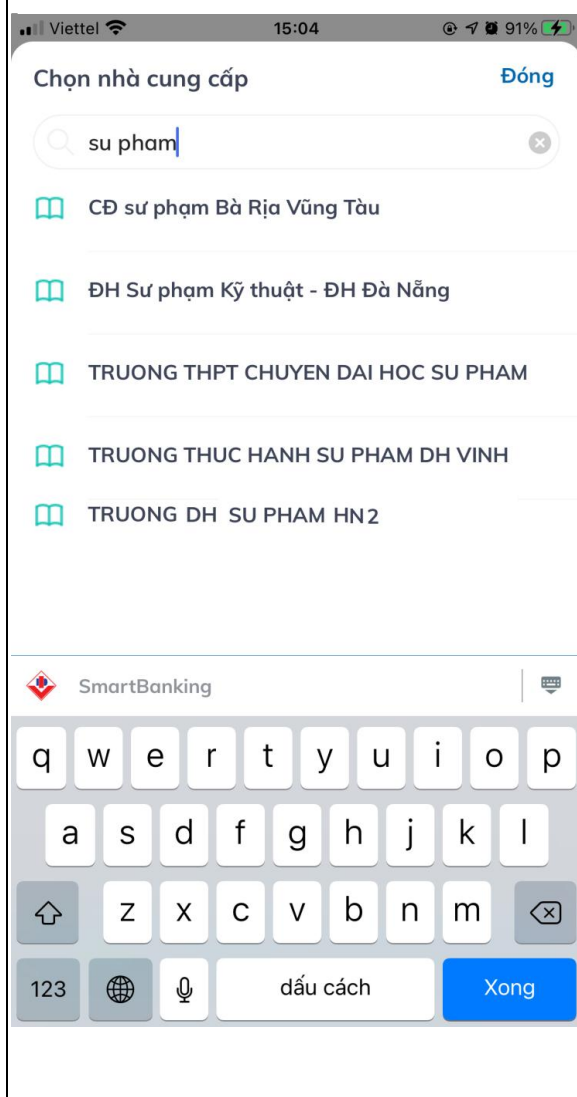 Viettel 15:04 91%
Chọn nhà cung cấp Đóng
su pham
CĐ sư phạm Bà Rịa Vũng Tàu
ĐH Sư phạm Kỹ thuật - ĐH Đà Nẵng
TRUONG THPT CHUYEN DAI HOC SU PHAM
TRUONG THUC HANH SU PHAM DH VINH
TRUONG DH SU PHAM HN2
SmartBanking
q w e r t y u i o p
a s d f g h j k l
z x c v b n m
123 dấu cách Xong